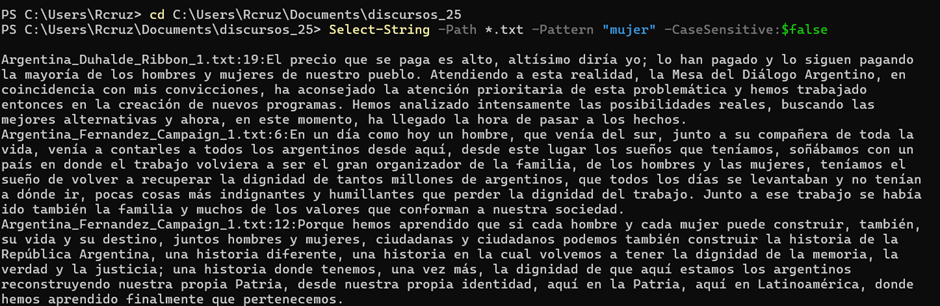 PS C:\Users\Rcruz> cd C:\Users\Rcruz\Documents\discursos_25
PS C:\Users\Rcruz\Documents\discursos_25> Select-String -Path *.txt -Pattern "mujer" -CaseSensitive:$false
Argentina_Duhalde_Ribbon_1.txt:19:El precio que se paga es alto, altísimo diría yo; lo han pagado y lo siguen pagando
la mayoría de los hombres y mujeres de nuestro pueblo. Atendiendo a esta realidad, la Mesa del Diálogo Argentino, en
coincidencia con mis convicciones, ha aconsejado la atención prioritaria de esta problemática y hemos trabajado
entonces en la creación de nuevos programas. Hemos analizado intensamente las posibilidades reales, buscando las
mejores alternativas y ahora, en este momento, ha llegado la hora de pasar a los hechos.
Argentina_Fernandez_Campaign_1.txt:6:En un día como hoy un hombre, que venía del sur, junto a su compañera de toda la
vida, venía a contarles a todos los argentinos desde aquí, desde este lugar los sueños que teníamos, soñábamos con un
país en donde el trabajo volviera a ser el gran organizador de la familia, de los hombres y las mujeres, teníamos el
sueño de volver a recuperar la dignidad de tantos millones de argentinos, que todos los días se levantaban y no tenían
a dónde ir, pocas cosas más indignantes y humillantes que perder la dignidad del trabajo. Junto a ese trabajo se había
ido también la familia y muchos de los valores que conforman a nuestra sociedad.
Argentina_Fernandez_Campaign_1.txt:12:Porque hemos aprendido que si cada hombre y cada mujer puede construir, también,
su vida y su destino, juntos hombres y mujeres, ciudadanas y ciudadanos podemos también construir la historia de la
República Argentina, una historia diferente, una historia en la cual volvemos a tener la dignidad de la memoria, la
verdad y la justicia; una historia donde tenemos, una vez más, la dignidad de que aquí estamos los argentinos
reconstruyendo nuestra propia Patria, desde nuestra propia identidad, aquí en la Patria, aquí en Latinoamérica, donde
hemos aprendido finalmente que pertenecemos.